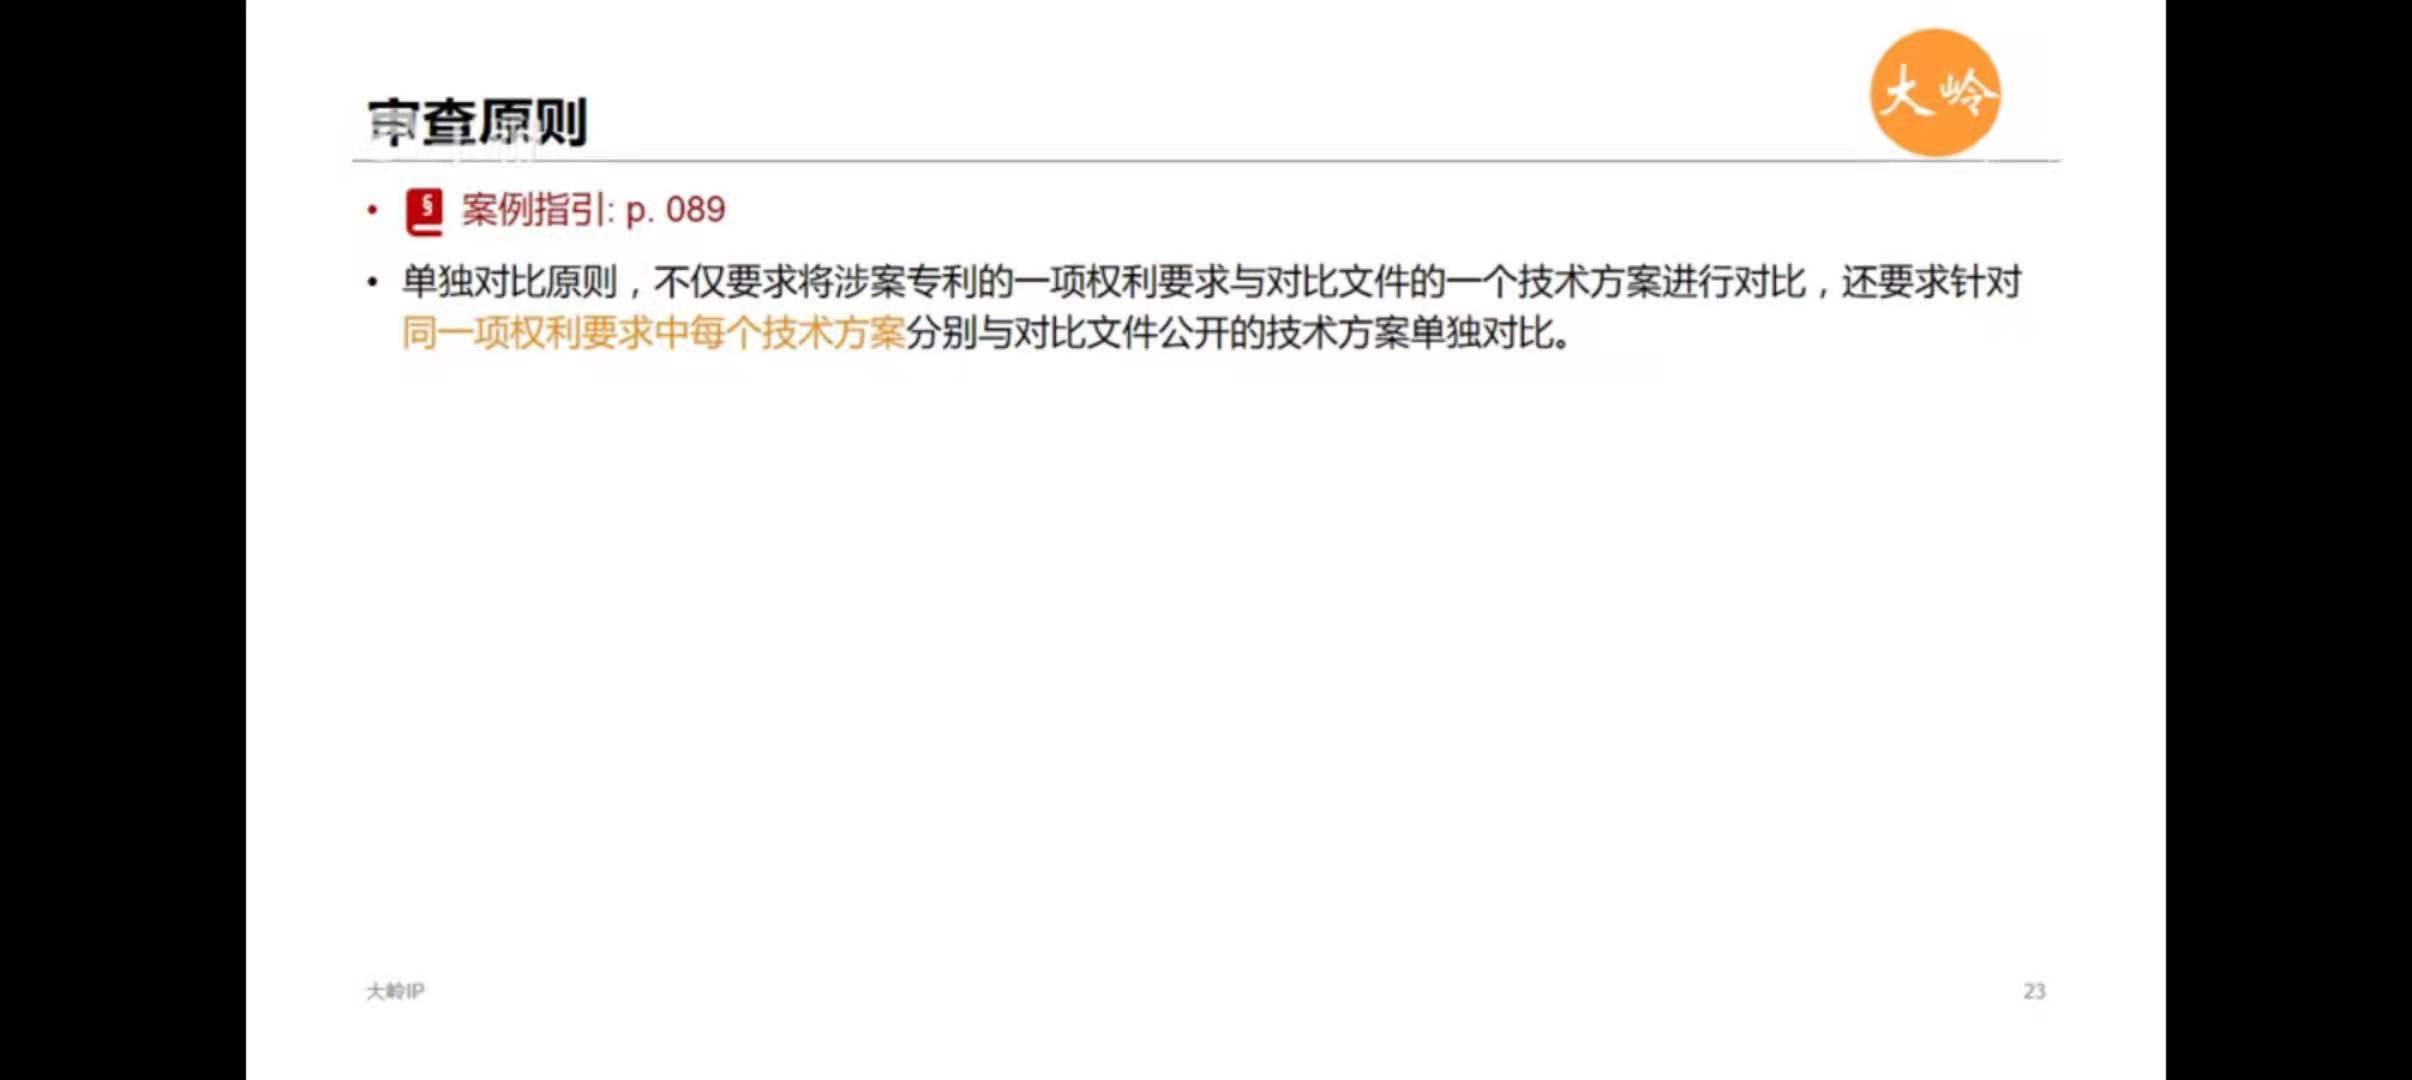 大岭
审查原则
• § 案例指引: p. 089
• 单独对比原则，不仅要求将涉案专利的一项权利要求与对比文件的一个技术方案进行对比，还要求针对
同一项权利要求中每个技术方案分别与对比文件公开的技术方案单独对比。
大岭IP
23